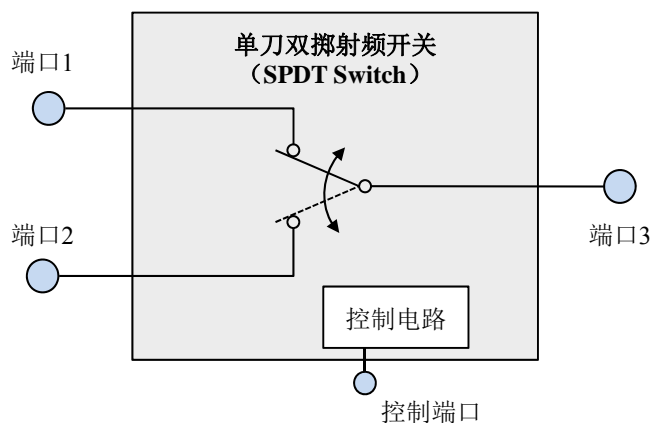 单刀双掷射频开关
（SPDT Switch）
端口1
端口2
端口3
控制电路
控制端口